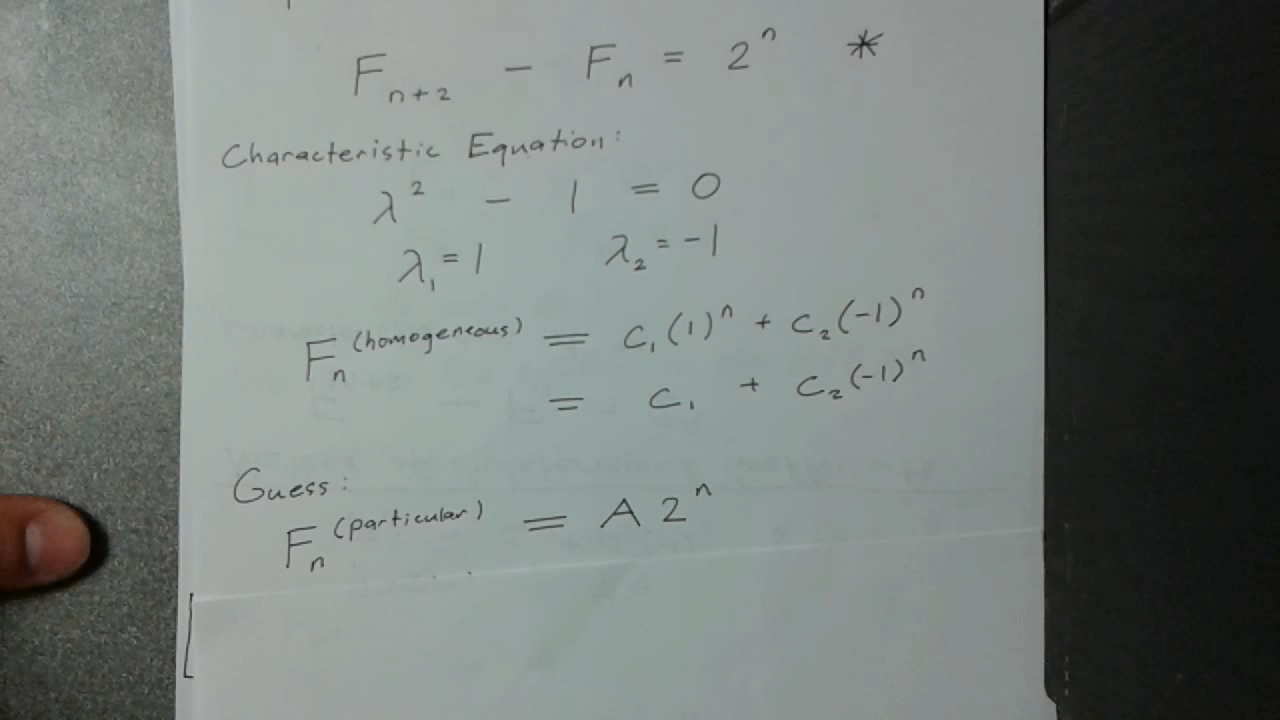 F_{n+2} - F_n = 2^n *
Characteristic Equation:
λ^2 - 1 = 0
λ_1 = 1 λ_2 = -1
F_n^{(homogeneous)} = C_1(1)^n + C_2(-1)^n
= C_1 + C_2(-1)^n
Guess:
F_n^{(particular)} = A 2^n